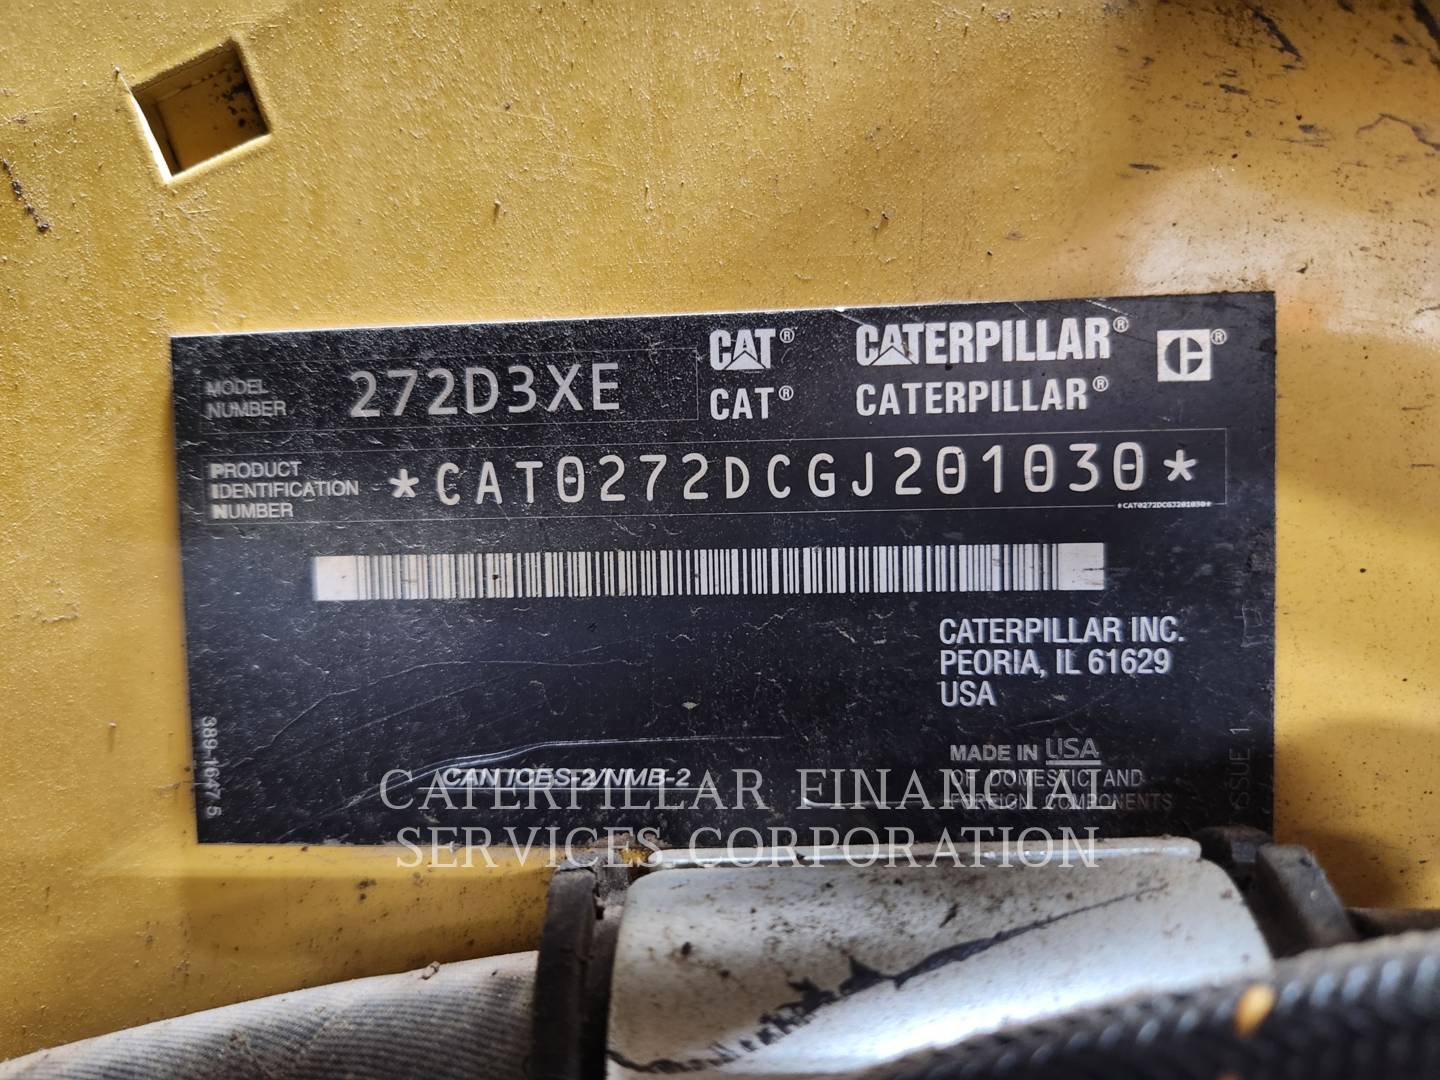 MODEL NUMBER 272D3XE
CAT® CATERPILLAR®
CAT® CATERPILLAR®
PRODUCT IDENTIFICATION NUMBER *CAT0272DCGJ201030*
*CAT0272DCGJ201030*
CATERPILLAR INC.
PEORIA, IL 61629
USA
MADE IN USA
OF DOMESTIC AND
FOREIGN COMPONENTS
CAN ICES-2/NMB-2
ISSUE 1
CATERPILLAR FINANCIAL
SERVICES CORPORATION